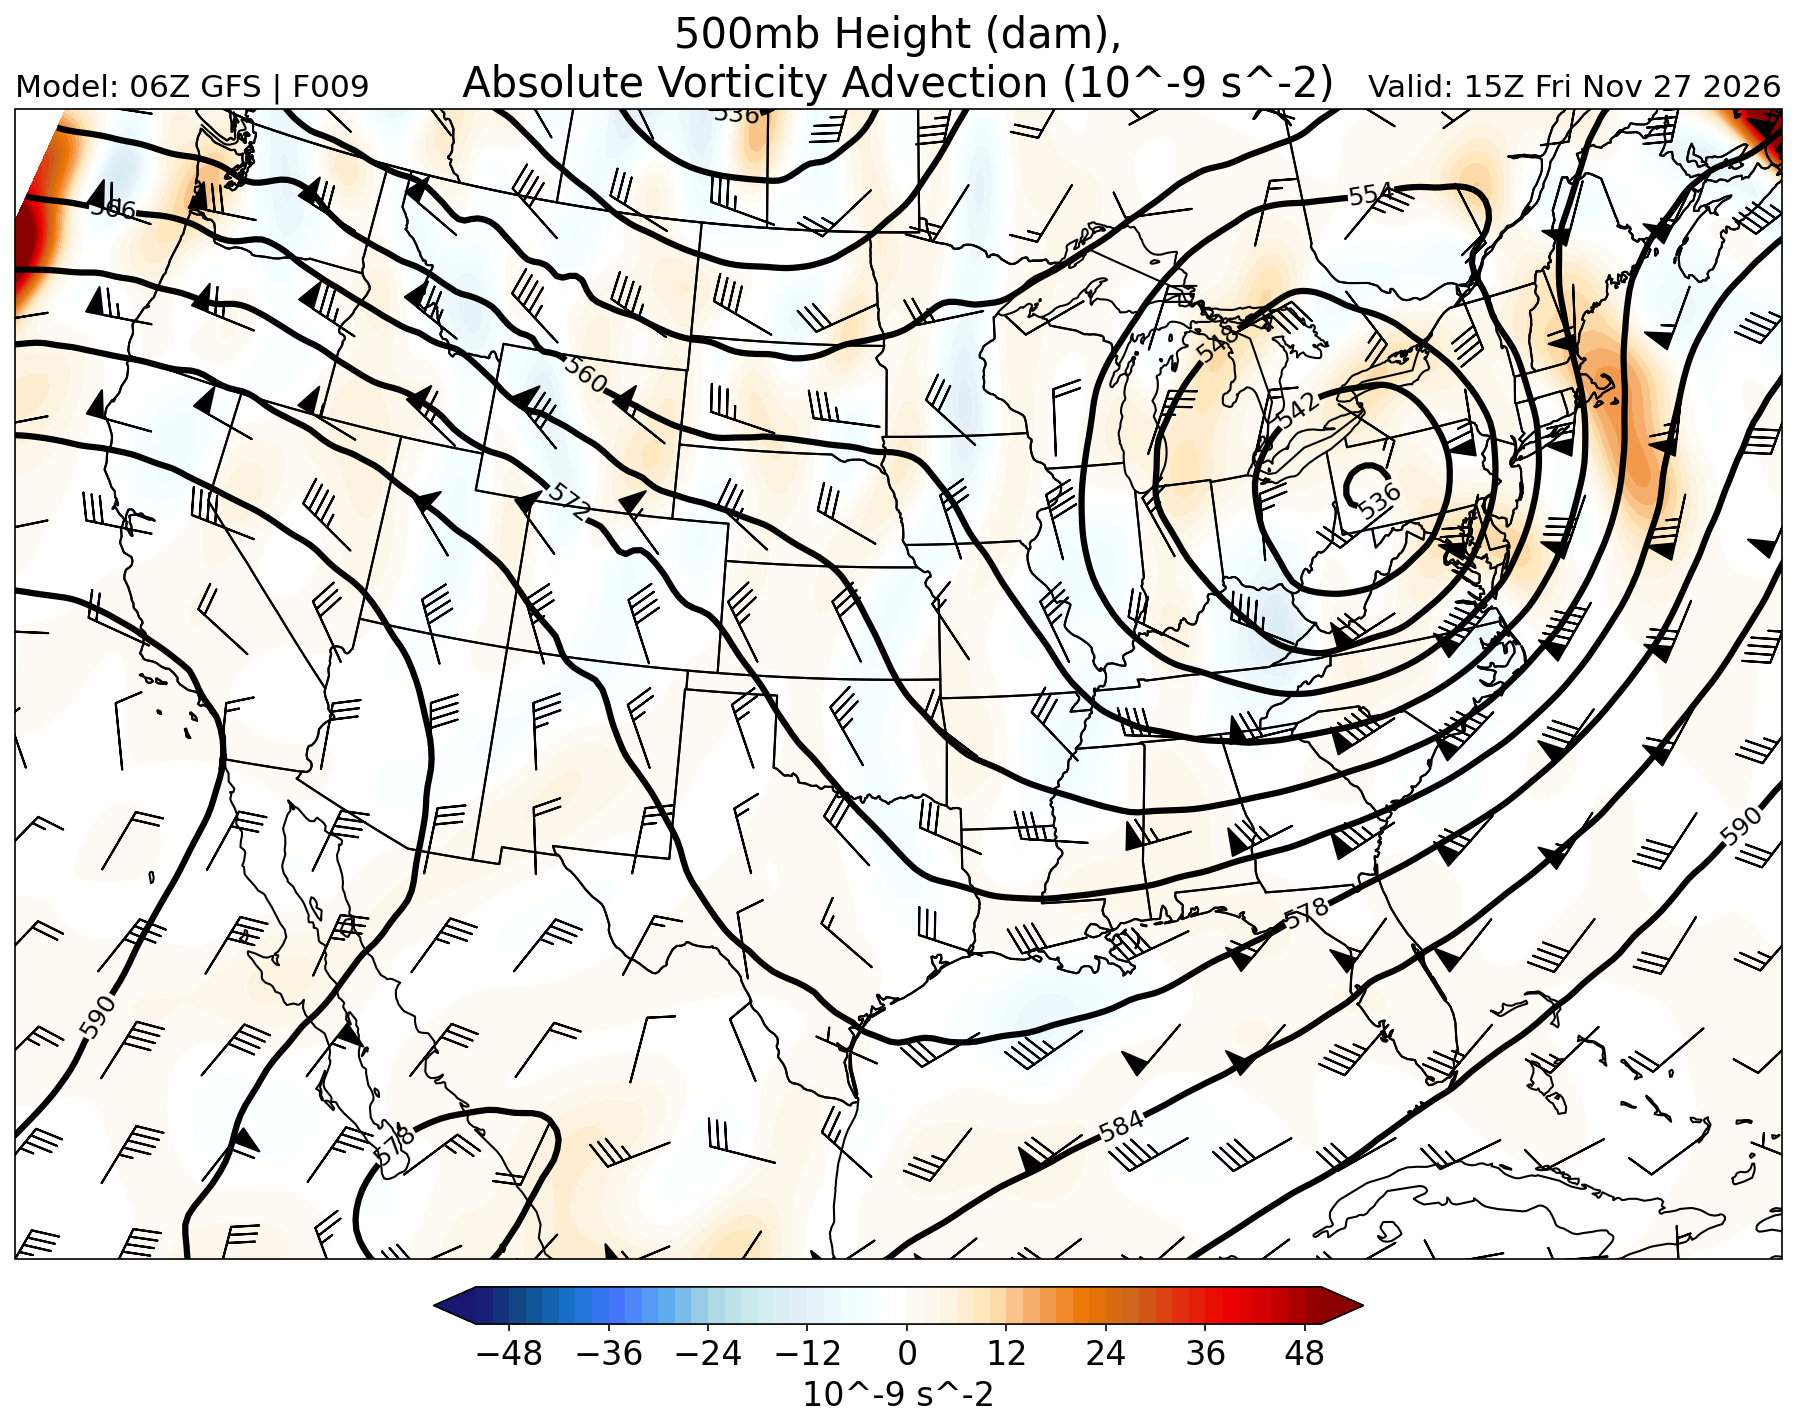 500mb Height (dam),
Model: 06Z GFS | F009
Absolute Vorticity Advection (10^-9 s^-2)
Valid: 15Z Fri Nov 27 2026
536
554
566
548
560
542
536
572
590
578
590
584
578
−48 −36 −24 −12 0 12 24 36 48
10^-9 s^-2